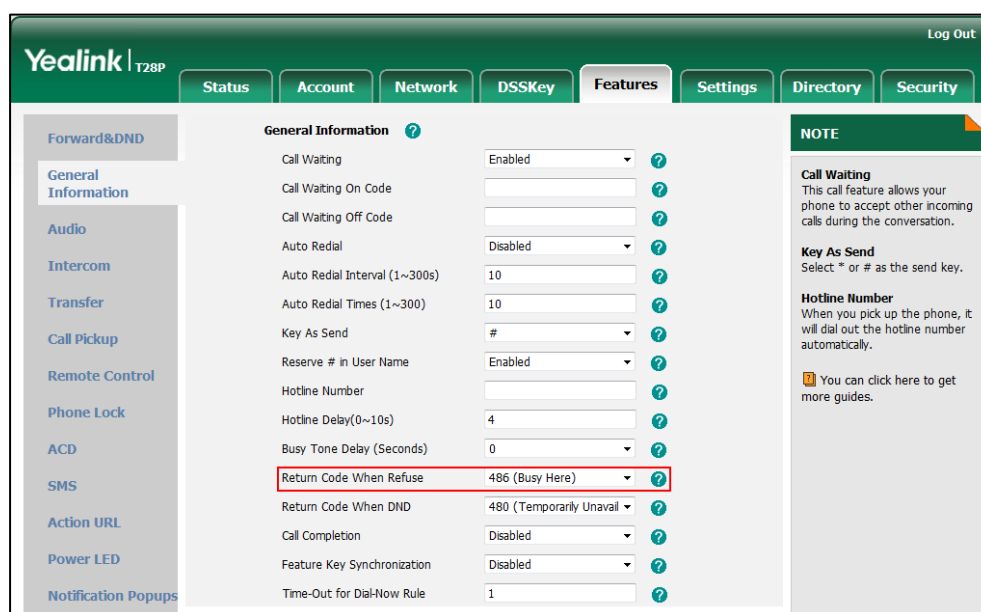 Log Out
Yealink | T28P
Status Account Network DSSKey Features Settings Directory Security
Forward&DND
General
Information
Audio
Intercom
Transfer
Call Pickup
Remote Control
Phone Lock
ACD
SMS
Action URL
Power LED
Notification Popups
General Information ?
Call Waiting Enabled ?
Call Waiting On Code ?
Call Waiting Off Code ?
Auto Redial Disabled ?
Auto Redial Interval (1~300s) 10 ?
Auto Redial Times (1~300) 10 ?
Key As Send # ?
Reserve # in User Name Enabled ?
Hotline Number ?
Hotline Delay(0~10s) 4 ?
Busy Tone Delay (Seconds) 0 ?
Return Code When Refuse 486 (Busy Here) ?
Return Code When DND 480 (Temporarily Unavail ?
Call Completion Disabled ?
Feature Key Synchronization Disabled ?
Time-Out for Dial-Now Rule 1 ?
NOTE
Call Waiting
This call feature allows your
phone to accept other incoming
calls during the conversation.
Key As Send
Select * or # as the send key.
Hotline Number
When you pick up the phone, it
will dial out the hotline number
automatically.
? You can click here to get
more guides.